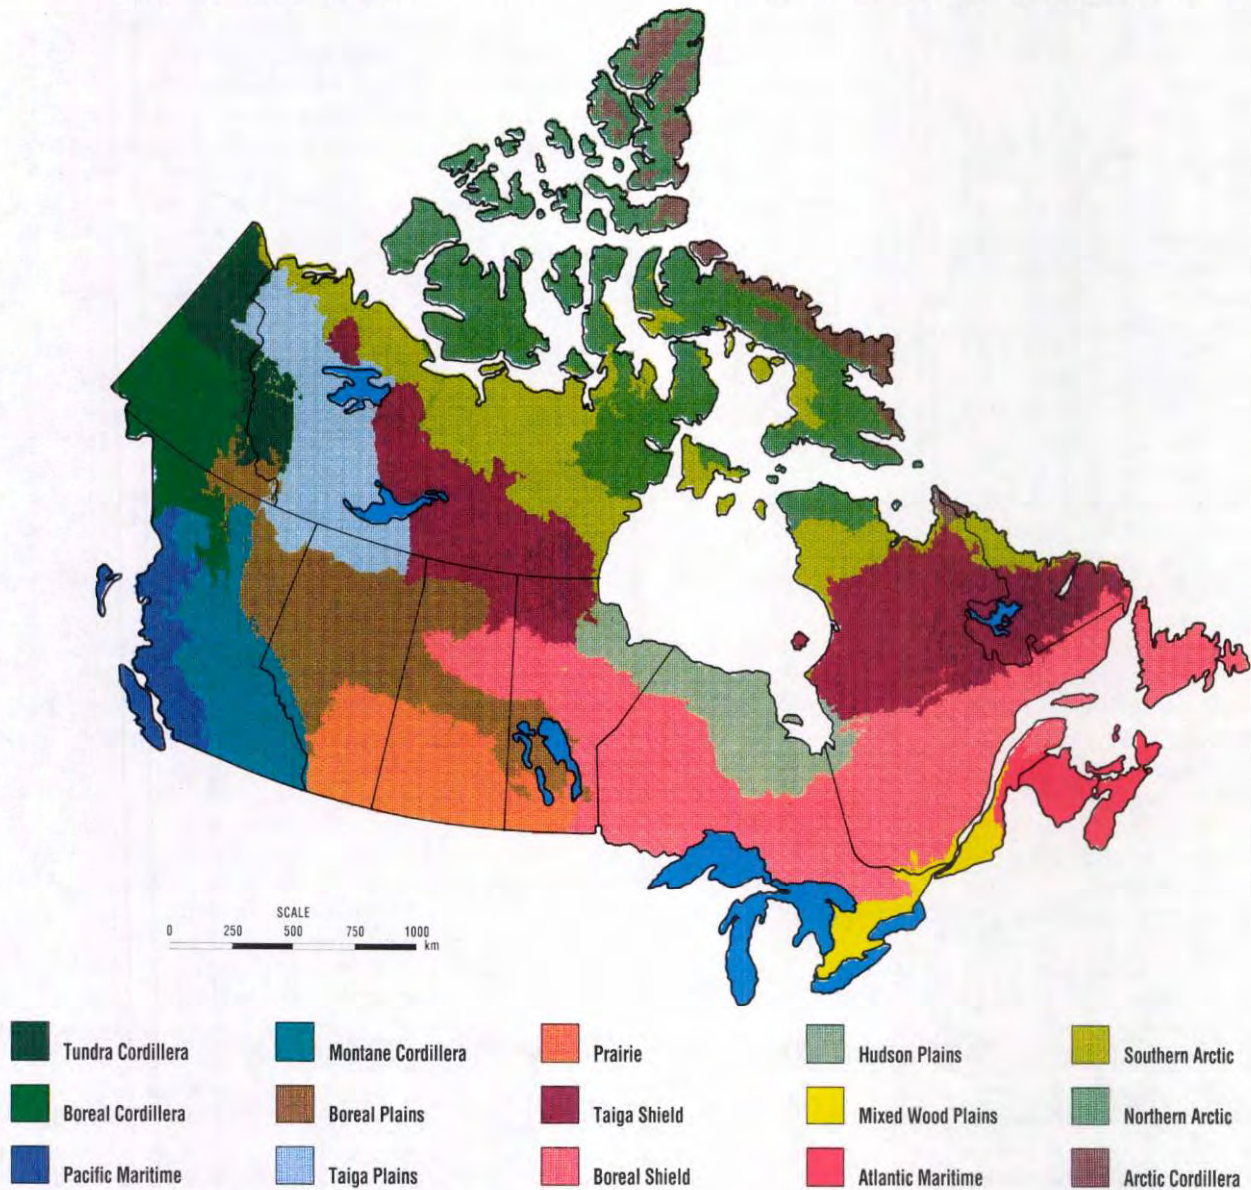 SCALE
0 250 500 750 1000
km
Tundra Cordillera
Montane Cordillera
Prairie
Hudson Plains
Southern Arctic
Boreal Cordillera
Boreal Plains
Taiga Shield
Mixed Wood Plains
Northern Arctic
Pacific Maritime
Taiga Plains
Boreal Shield
Atlantic Maritime
Arctic Cordillera